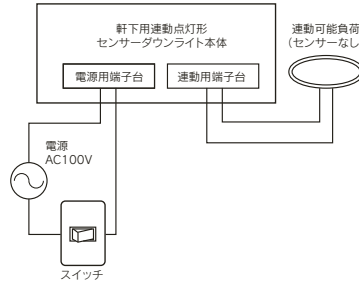 軒下用連動点灯形
センサーダウンライト本体
連動可能負荷
(センサーなし
電源用端子台
連動用端子台
電源
AC100V
スイッチ